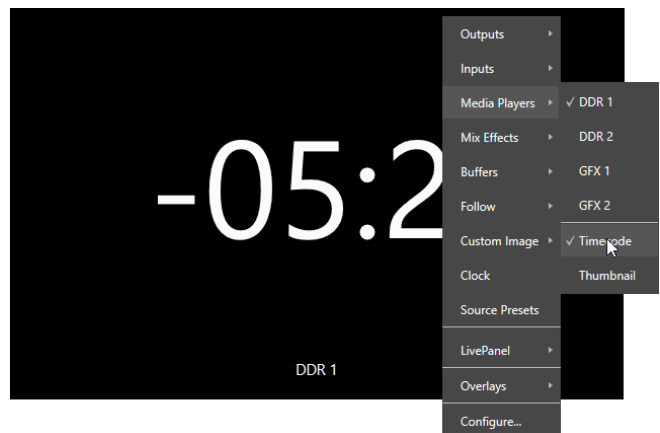 -05:2
DDR 1
Outputs
Inputs
Media Players
Mix Effects
Buffers
Follow
Custom Image
Clock
Source Presets
LivePanel
Overlays
Configure...
✓ DDR 1
DDR 2
GFX 1
GFX 2
✓ Timecode
Thumbnail